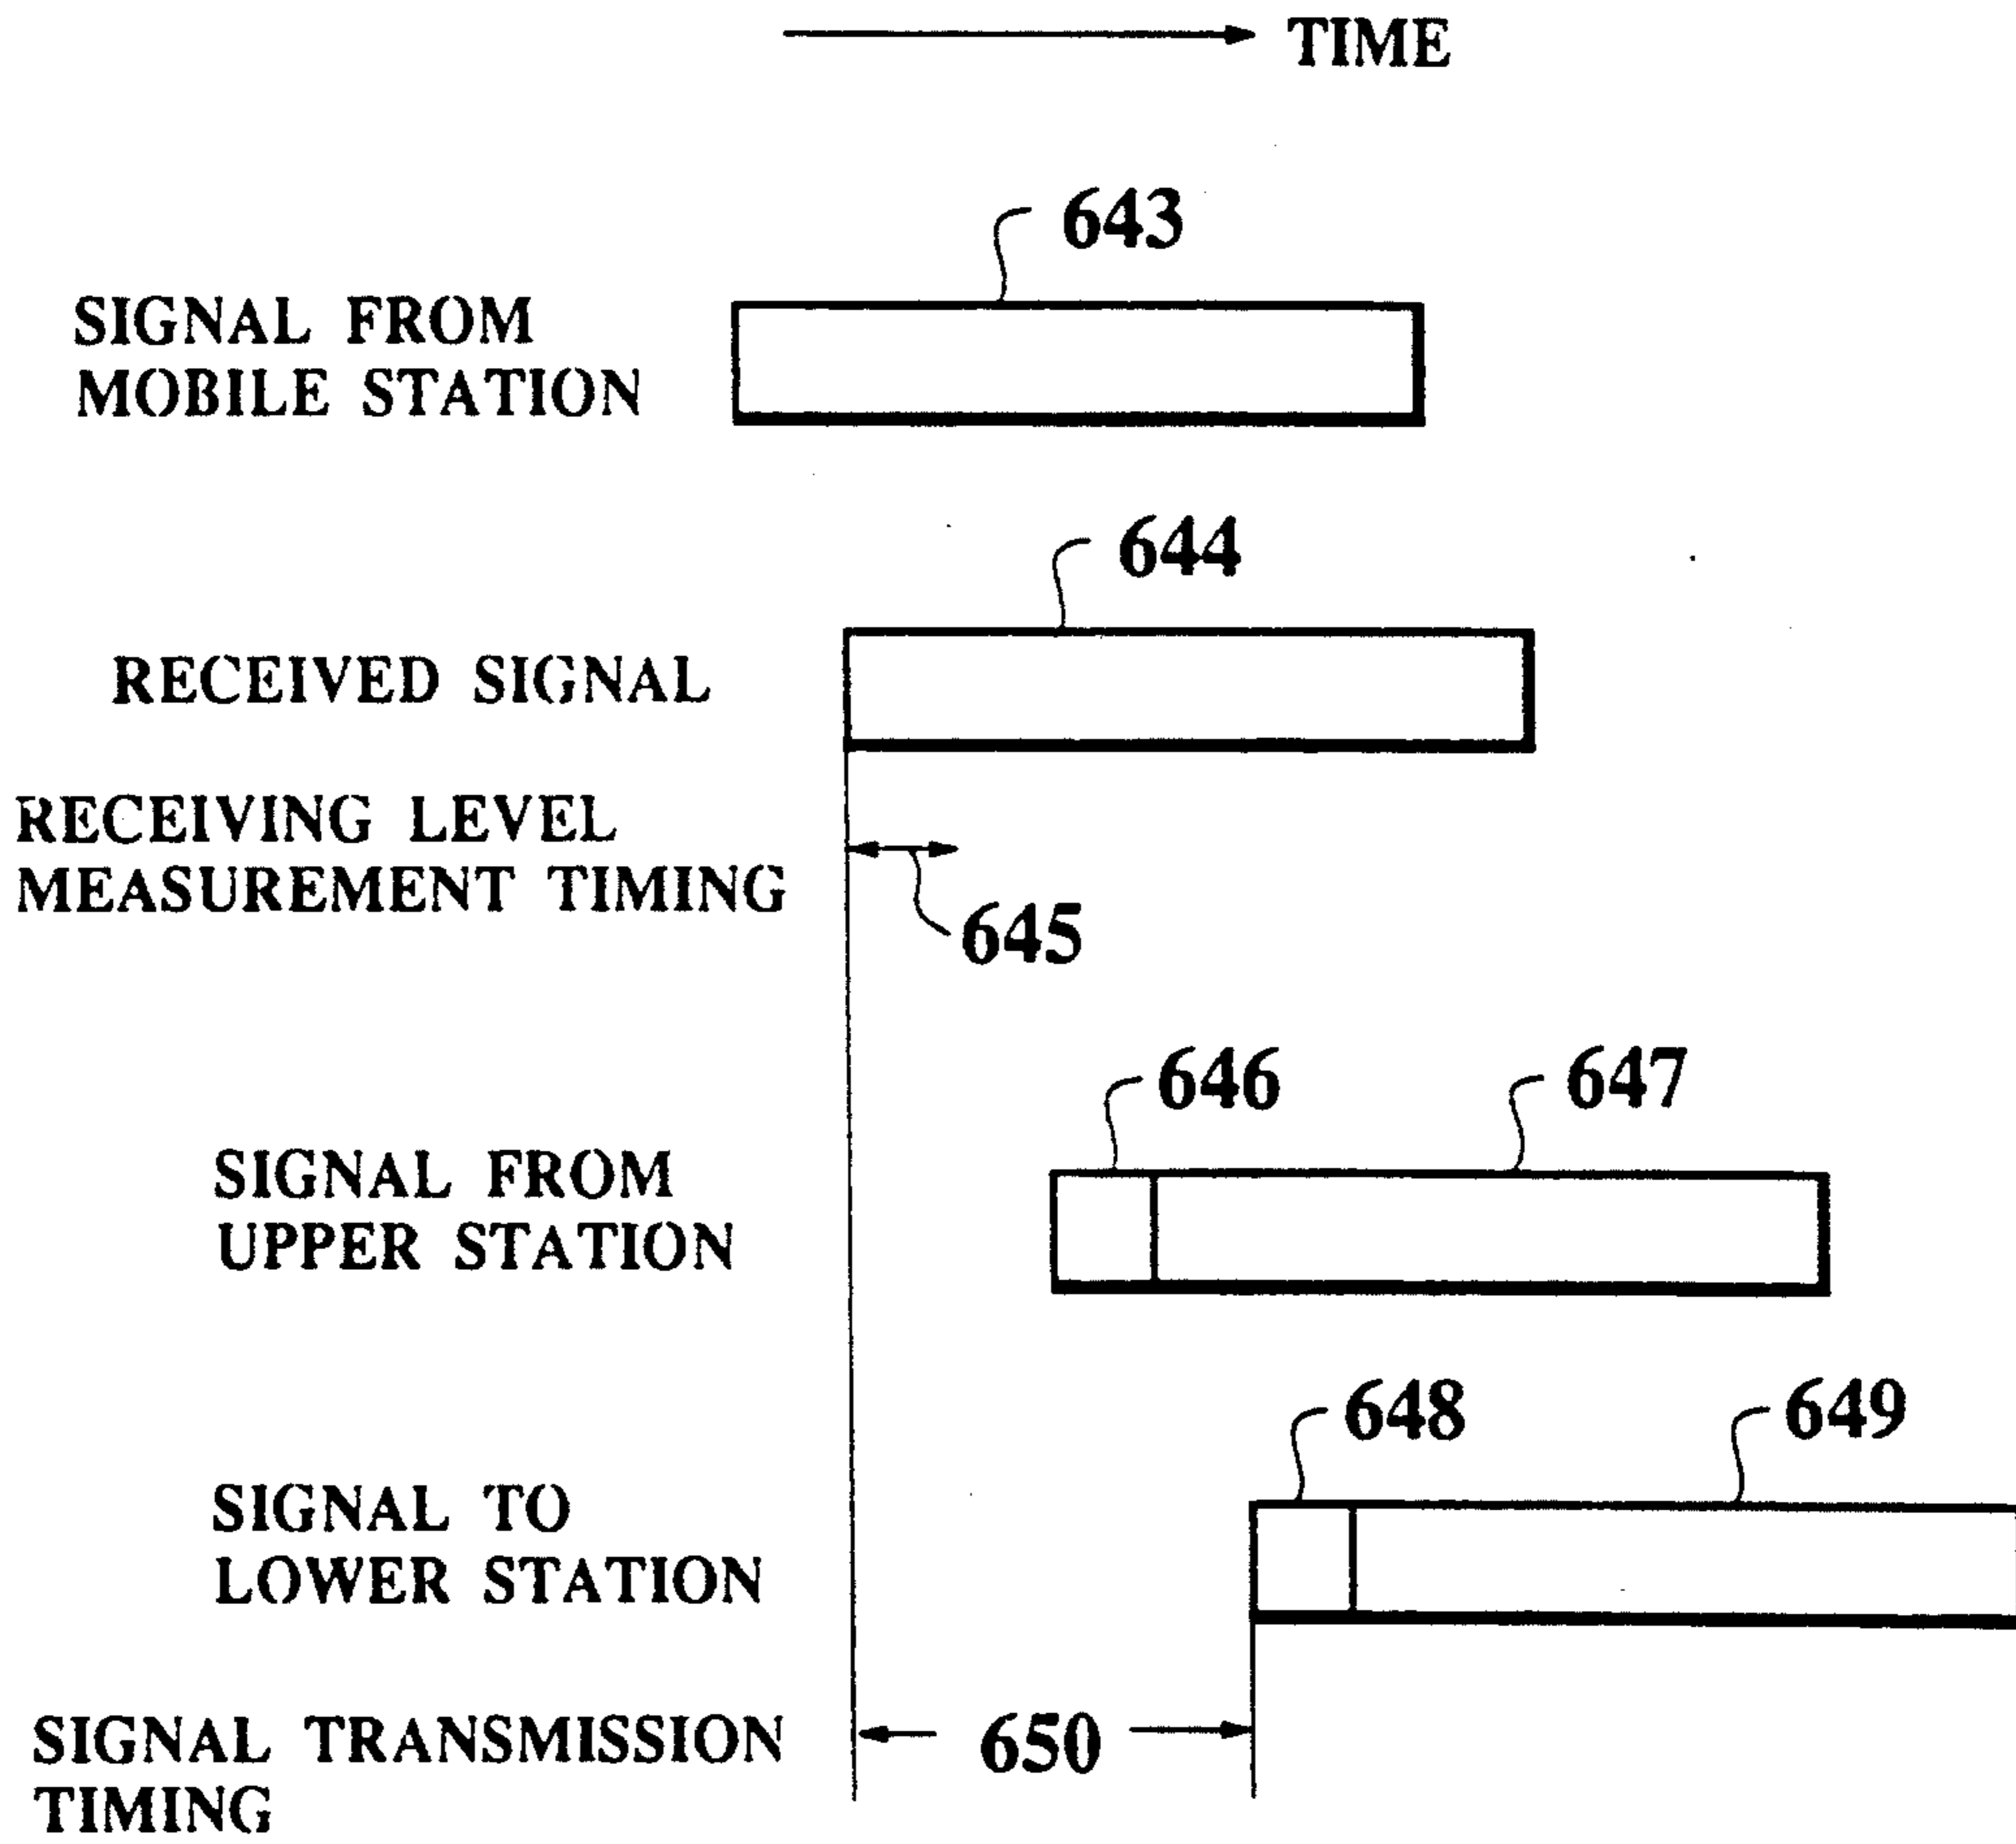 TIME
643
SIGNAL FROM
MOBILE STATION
644
RECEIVED SIGNAL
RECEIVING LEVEL
MEASUREMENT TIMING
645
646
647
SIGNAL FROM
UPPER STATION
648
649
SIGNAL TO
LOWER STATION
650
SIGNAL TRANSMISSION
TIMING